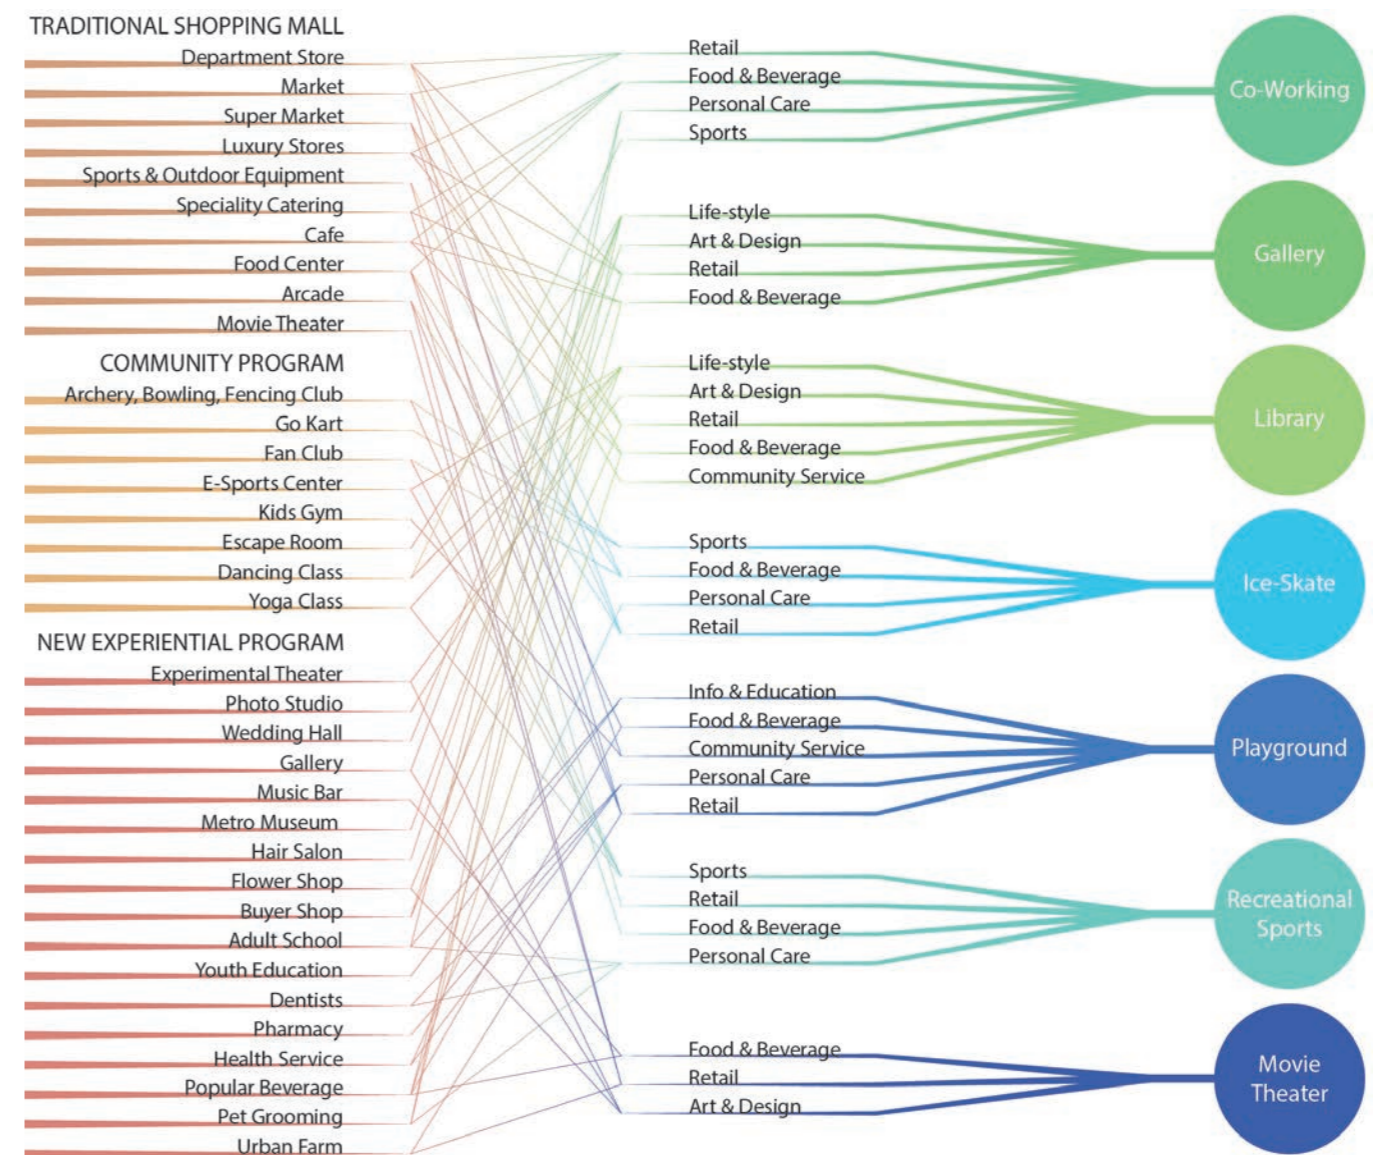 TRADITIONAL SHOPPING MALL
Department Store
Market
Super Market
Luxury Stores
Sports & Outdoor Equipment
Speciality Catering
Cafe
Food Center
Arcade
Movie Theater
COMMUNITY PROGRAM
Archery, Bowling, Fencing Club
Go Kart
Fan Club
E-Sports Center
Kids Gym
Escape Room
Dancing Class
Yoga Class
NEW EXPERIENTIAL PROGRAM
Experimental Theater
Photo Studio
Wedding Hall
Gallery
Music Bar
Metro Museum
Hair Salon
Flower Shop
Buyer Shop
Adult School
Youth Education
Dentists
Pharmacy
Health Service
Popular Beverage
Pet Grooming
Urban Farm
Retail
Food & Beverage
Personal Care
Sports
Life-style
Art & Design
Retail
Food & Beverage
Life-style
Art & Design
Retail
Food & Beverage
Community Service
Sports
Food & Beverage
Personal Care
Retail
Info & Education
Food & Beverage
Community Service
Personal Care
Retail
Sports
Retail
Food & Beverage
Personal Care
Food & Beverage
Retail
Art & Design
Co-Working
Gallery
Library
Ice-Skate
Playground
Recreational
Sports
Movie
Theater